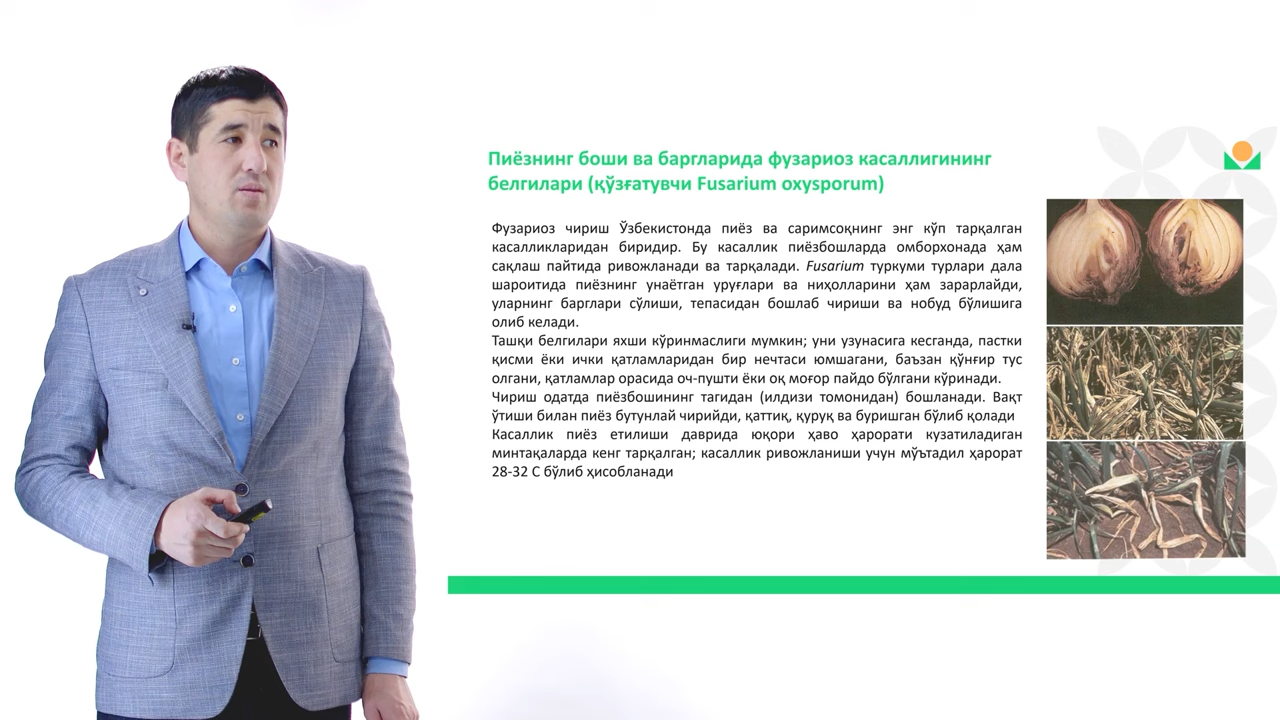 Пиёзнинг боши ва баргларида фузариоз касаллигининг
белгилари (қўзғатувчи Fusarium oxysporum)
Фузариоз чириш Ўзбекистонда пиёз ва саримсоқнинг энг кўп тарқалган
касалликларидан биридир. Бу касаллик пиёзбошларда омборхонада ҳам
сақлаш пайтида ривожланади ва тарқалади. Fusarium туркуми турлари дала
шароитида пиёзнинг унаётган уруғлари ва ниҳолларини ҳам зарарлайди,
уларнинг барглари сўлиши, тепасидан бошлаб чириши ва нобуд бўлишига
олиб келади.
Ташқи белгилари яхши кўринмаслиги мумкин; уни узунасига кесганда, пастки
қисми ёки ички қатламларидан бир нечтаси юмшагани, баъзан қўнғир тус
олгани, қатламлар орасида оч-пушти ёки оқ моғор пайдо бўлгани кўринади.
Чириш одатда пиёзбошининг тагидан (илдизи томонидан) бошланади. Вақт
ўтиши билан пиёз бутунлай чирийди, қаттиқ, қуруқ ва буришган бўлиб қолади
Касаллик пиёз етилиши даврида юқори ҳаво ҳарорати кузатиладиган
минтақаларда кенг тарқалган; касаллик ривожланиши учун мўътадил ҳарорат
28-32 С бўлиб ҳисобланади